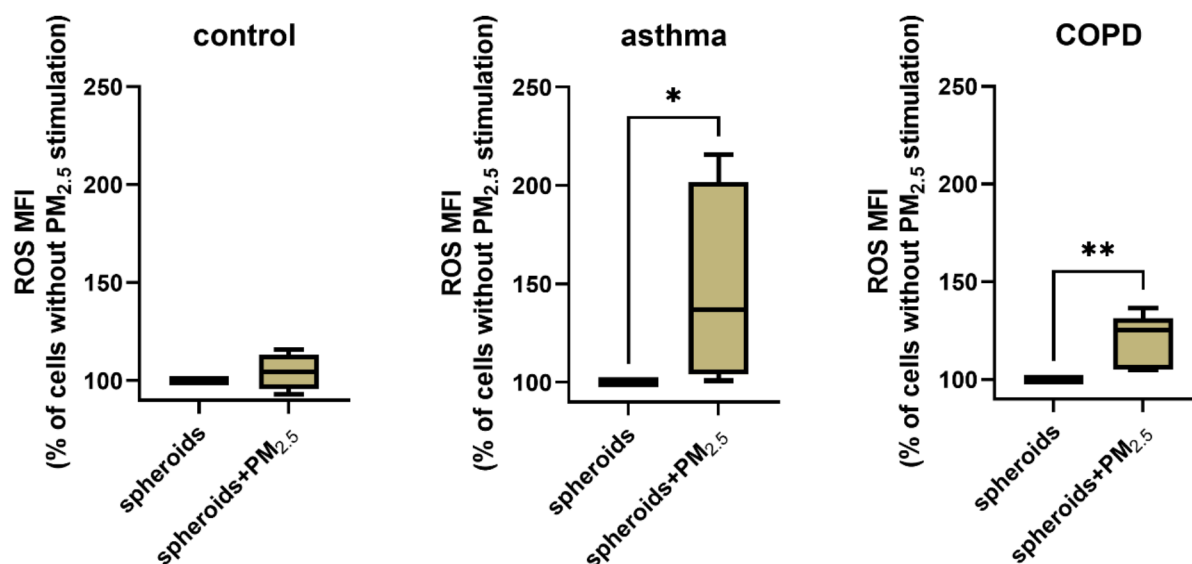 control
ROS MFI
(% of cells without PM₂.₅ stimulation)
250
200
150
100
spheroids
spheroids+PM₂.₅
asthma
ROS MFI
(% of cells without PM₂.₅ stimulation)
250
200
150
100
*
spheroids
spheroids+PM₂.₅
COPD
ROS MFI
(% of cells without PM₂.₅ stimulation)
250
200
150
100
**
spheroids
spheroids+PM₂.₅